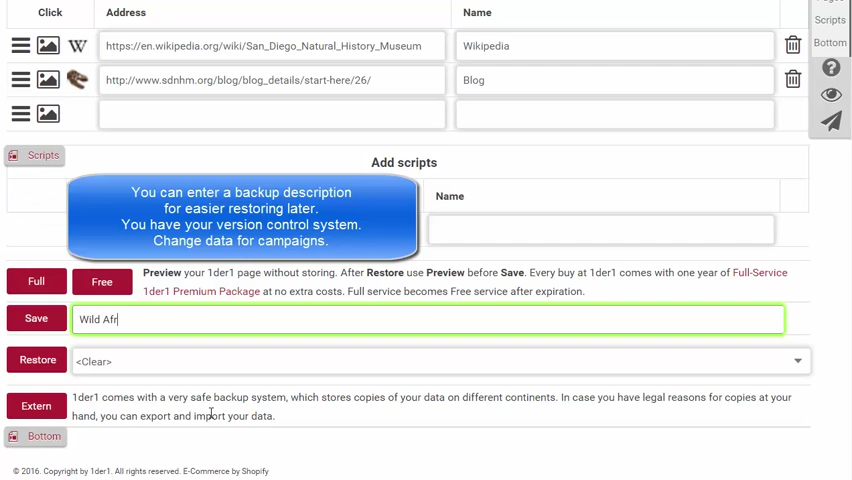 Click Address Name
Scripts
https://en.wikipedia.org/wiki/San_Diego_Natural_History_Museum Wikipedia
Bottom
http://www.sdnhm.org/blog/blog_details/start-here/26/ Blog
Scripts Add scripts
You can enter a backup description
for easier restoring later.
You have your version control system.
Change data for campaigns.
Name
Full Free Preview your 1der1 page without storing. After Restore use Preview before Save. Every buy at 1der1 comes with one year of Full-Service
1der1 Premium Package at no extra costs. Full service becomes Free service after expiration.
Save Wild Afr
Restore <Clear>
Extern 1der1 comes with a very safe backup system, which stores copies of your data on different continents. In case you have legal reasons for copies at your
hand, you can export and import your data.
Bottom
© 2016. Copyright by 1der1. All rights reserved. E-Commerce by Shopify